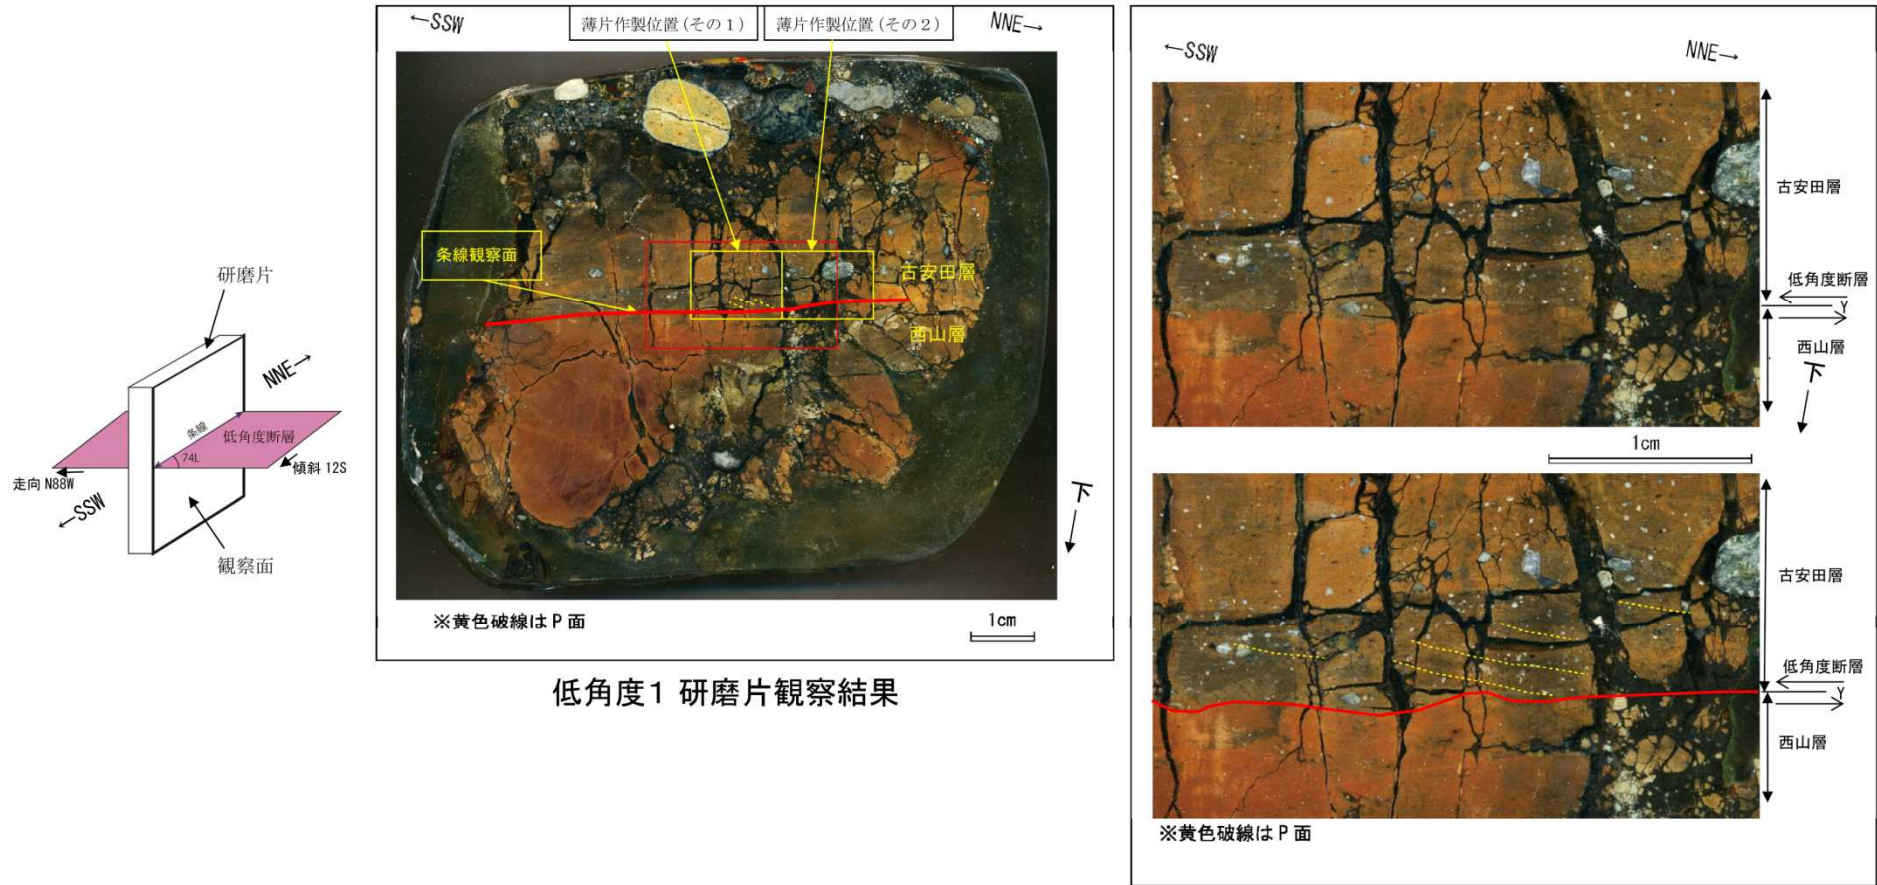 研磨片
NNE→
条線
低角度断層
74L
走向 N88W
傾斜 12S
←SSW
観察面
←SSW
薄片作製位置(その1)
薄片作製位置(その2)
NNE→
条線観察面
古安田層
西山層
下
※黄色破線はP面
1cm
低角度1 研磨片観察結果
←SSW
NNE→
古安田層
低角度断層
Y
西山層
下
1cm
古安田層
低角度断層
Y
西山層
※黄色破線はP面